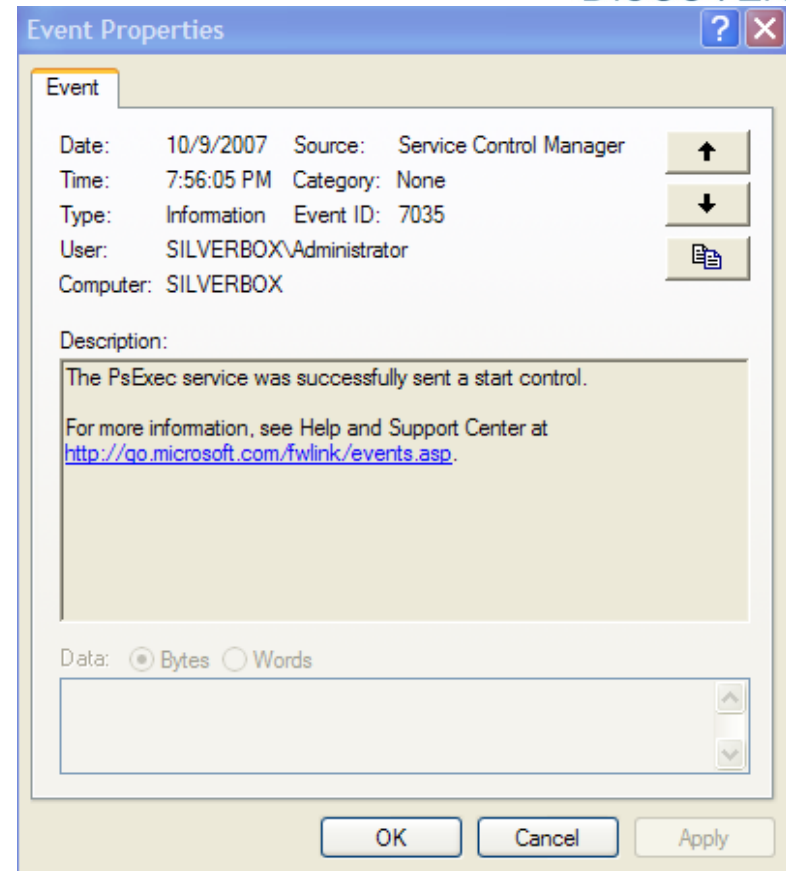 Event Properties
Event
Date: 10/9/2007 Source: Service Control Manager
Time: 7:56:05 PM Category: None
Type: Information Event ID: 7035
User: SILVERBOX\Administrator
Computer: SILVERBOX
Description:
The PsExec service was successfully sent a start control.
For more information, see Help and Support Center at
http://go.microsoft.com/fwlink/events.asp.
Data: Bytes Words
OK Cancel Apply